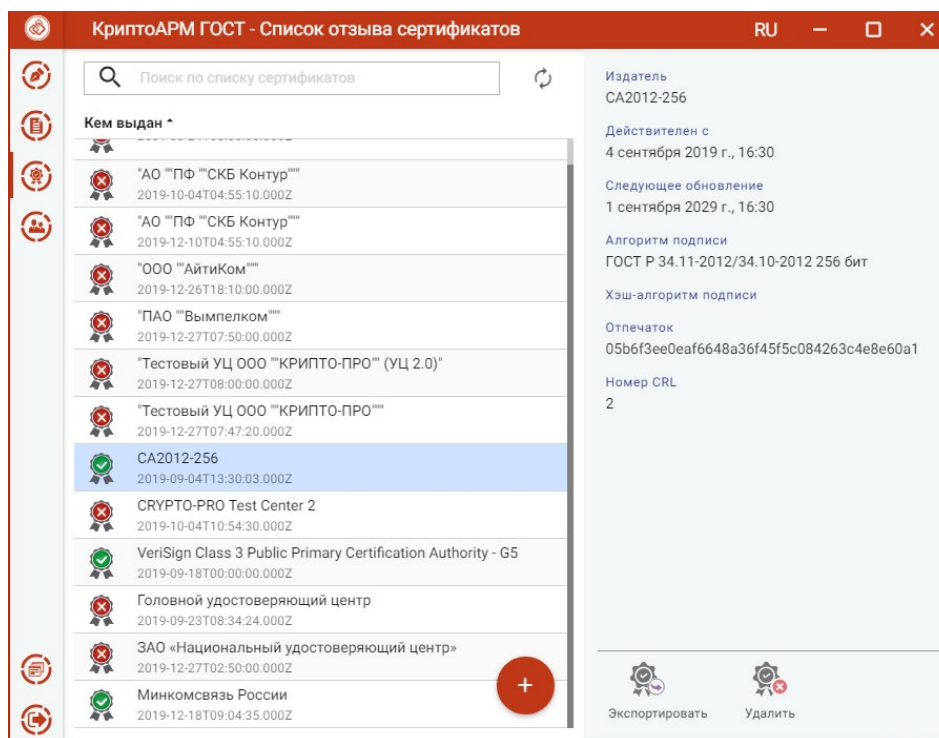 КриптоАРМ ГОСТ - Список отзыва сертификатов
RU
Поиск по списку сертификатов
Кем выдан
"АО ""ПФ ""СКБ Контур"""
2019-10-04T04:55:10.000Z
"АО ""ПФ ""СКБ Контур"""
2019-12-10T04:55:10.000Z
"ООО ""АйтиКом"""
2019-12-26T18:10:00.000Z
"ПАО ""Вымпелком"""
2019-12-27T07:50:00.000Z
"Тестовый УЦ ООО ""КРИПТО-ПРО"" (УЦ 2.0)"
2019-12-27T08:00:00.000Z
"Тестовый УЦ ООО ""КРИПТО-ПРО"""
2019-12-27T07:47:20.000Z
CA2012-256
2019-09-04T13:30:03.000Z
CRYPTO-PRO Test Center 2
2019-10-04T10:54:30.000Z
VeriSign Class 3 Public Primary Certification Authority - G5
2019-09-18T00:00:00.000Z
Головной удостоверяющий центр
2019-09-23T08:34:24.000Z
ЗАО «Национальный удостоверяющий центр»
2019-12-27T02:50:00.000Z
Минкомсвязь России
2019-12-18T09:04:35.000Z
+
Издатель
CA2012-256
Действителен с
4 сентября 2019 г., 16:30
Следующее обновление
1 сентября 2029 г., 16:30
Алгоритм подписи
ГОСТ Р 34.11-2012/34.10-2012 256 бит
Хэш-алгоритм подписи
Отпечаток
05b6f3ee0eaf6648a36f45f5c084263c4e8e60a1
Номер CRL
2
Экспортировать
Удалить